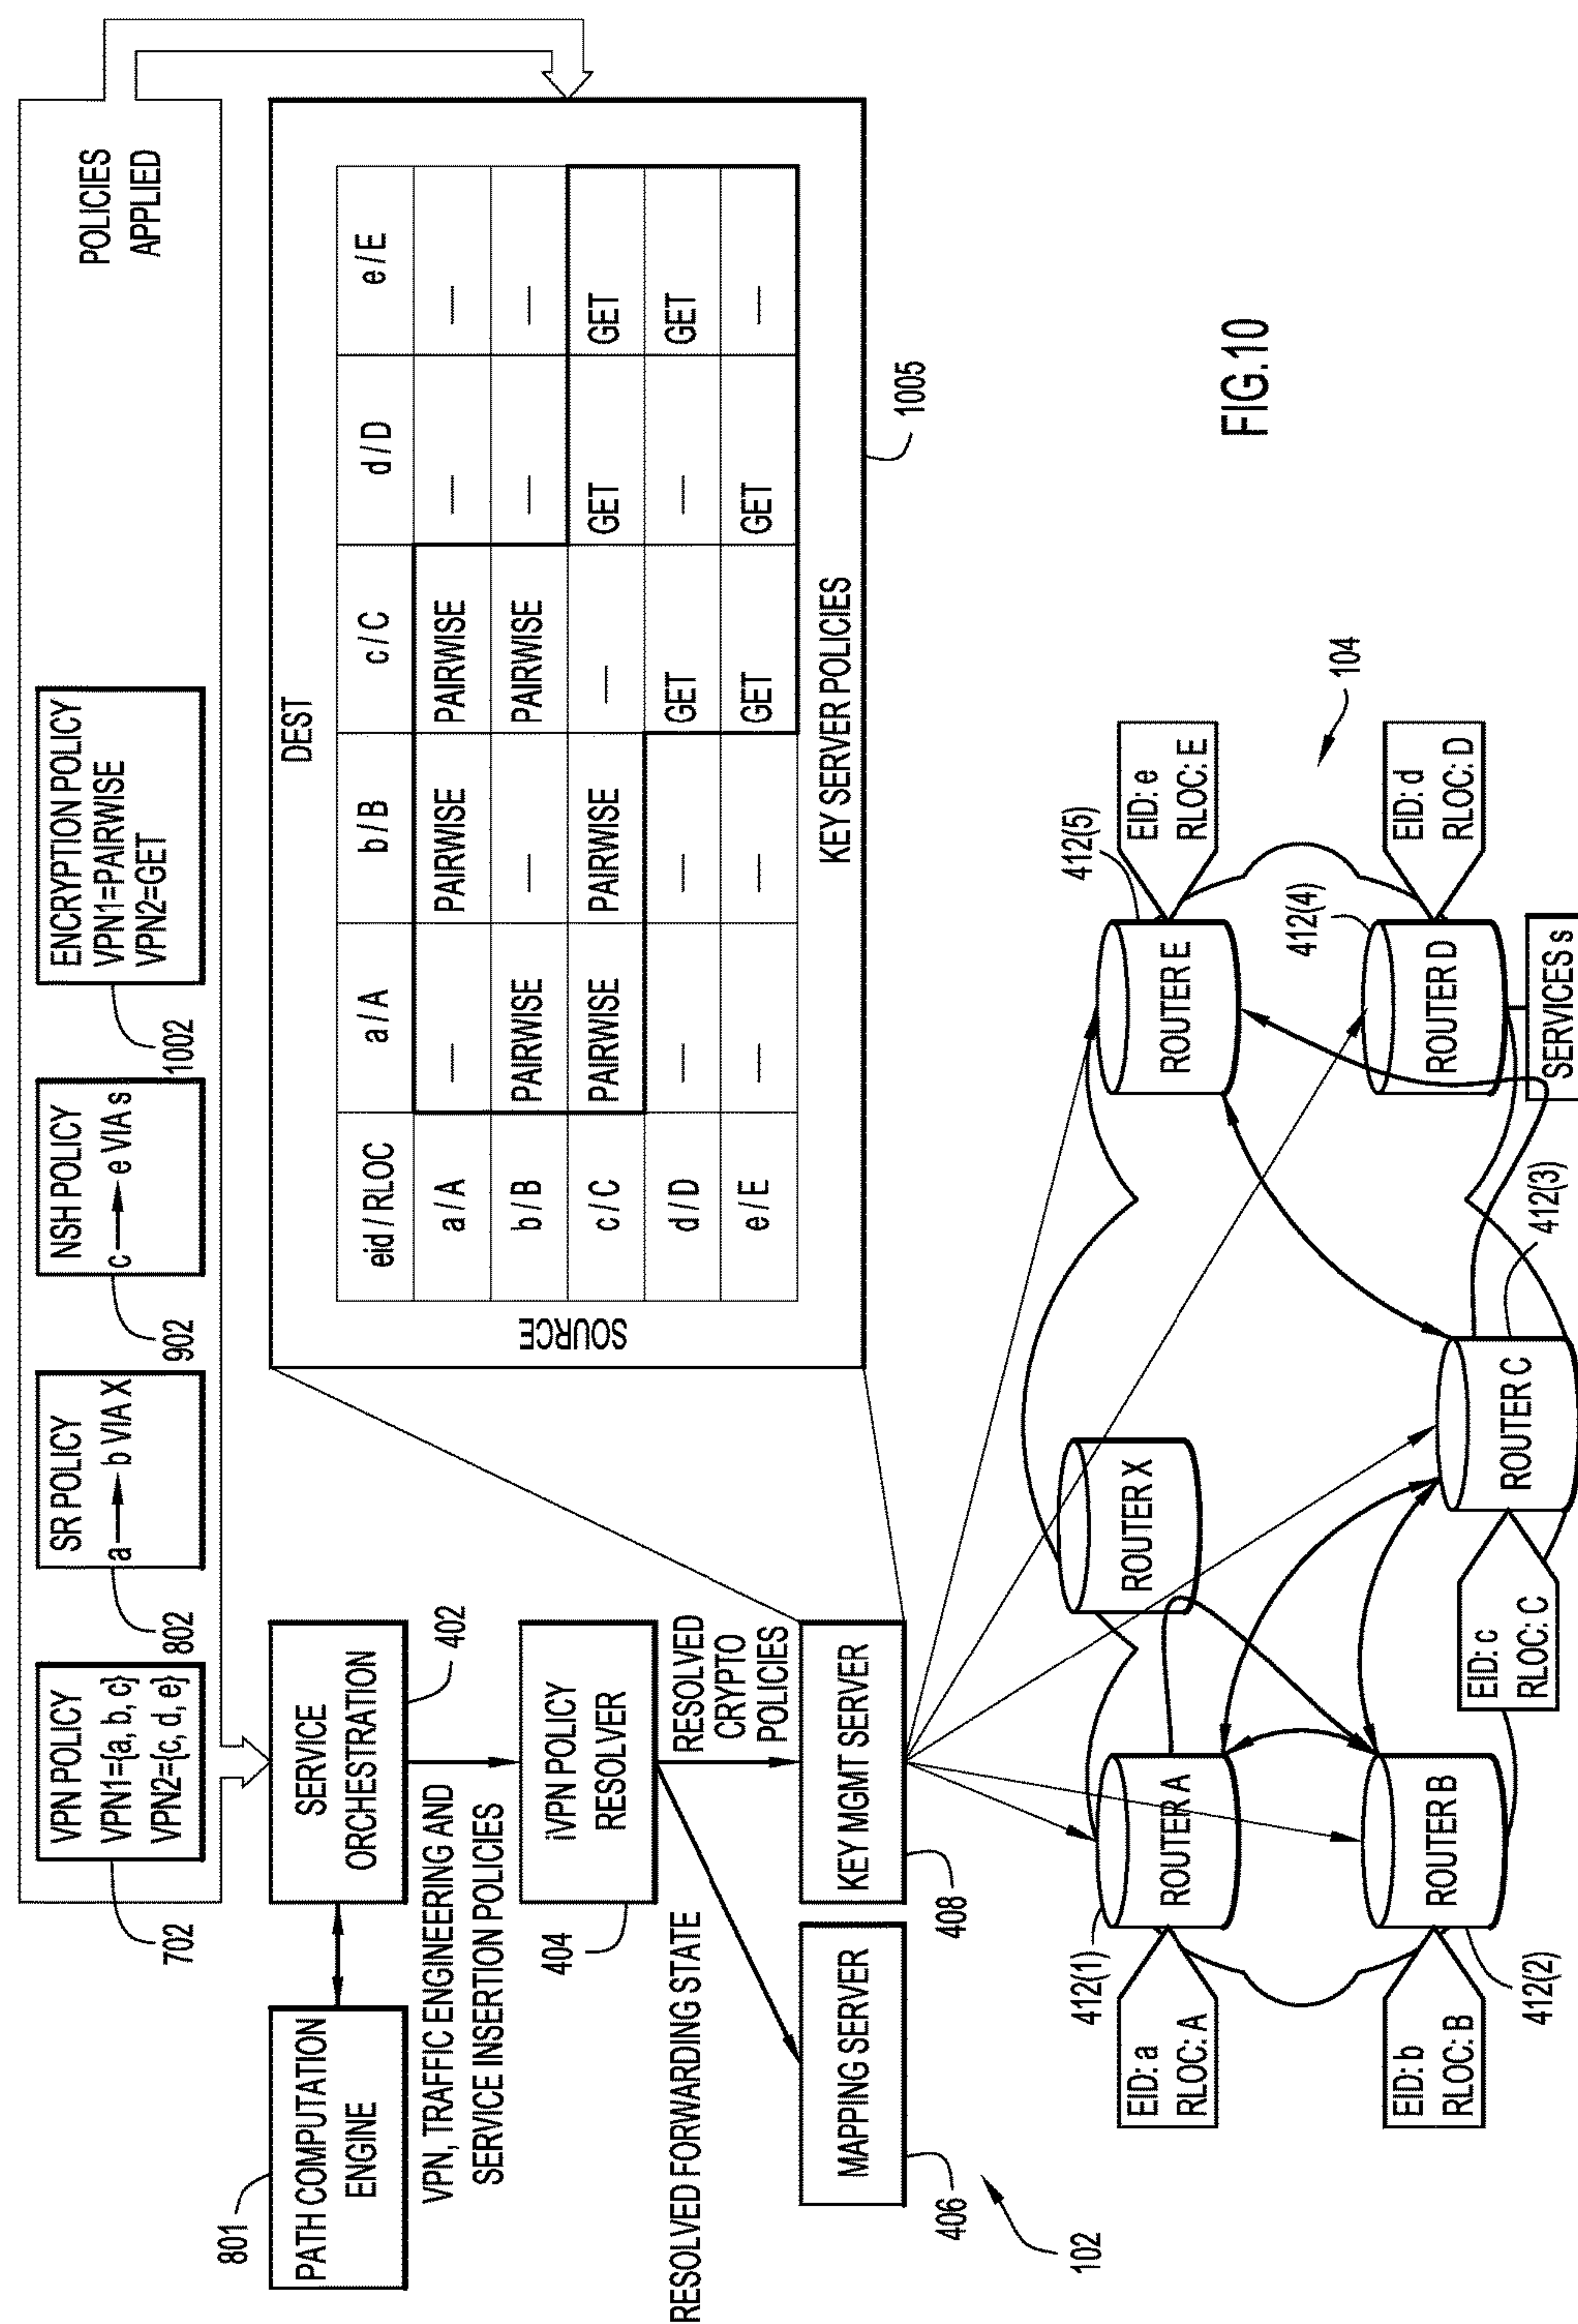 VPN POLICY
VPN1={a, b, c}
VPN2={c, d, e}
702
SR POLICY
a → b VIA X
802
NSH POLICY
c → e VIA s
902
ENCRYPTION POLICY
VPN1=PAIRWISE
VPN2=GET
1002
POLICIES
APPLIED
801
PATH COMPUTATION
ENGINE
SERVICE
ORCHESTRATION
402
VPN, TRAFFIC ENGINEERING AND
SERVICE INSERTION POLICIES
iVPN POLICY
RESOLVER
404
RESOLVED FORWARDING STATE
RESOLVED
CRYPTO
POLICIES
MAPPING SERVER
406
KEY MGMT SERVER
408
102
DEST
SOURCE
eid / RLOC a / A b / B c / C d / D e / E
a / A — PAIRWISE PAIRWISE — —
b / B PAIRWISE — PAIRWISE — —
c / C PAIRWISE PAIRWISE — GET GET
d / D — — GET — GET
e / E — — GET GET —
KEY SERVER POLICIES
1005
412(1)
EID: a
RLOC: A
ROUTER A
EID: b
RLOC: B
ROUTER B
412(2)
ROUTER X
EID: c
RLOC: C
ROUTER C
412(3)
412(5)
ROUTER E
EID: e
RLOC: E
412(4)
ROUTER D
EID: d
RLOC: D
SERVICES s
104
FIG.10